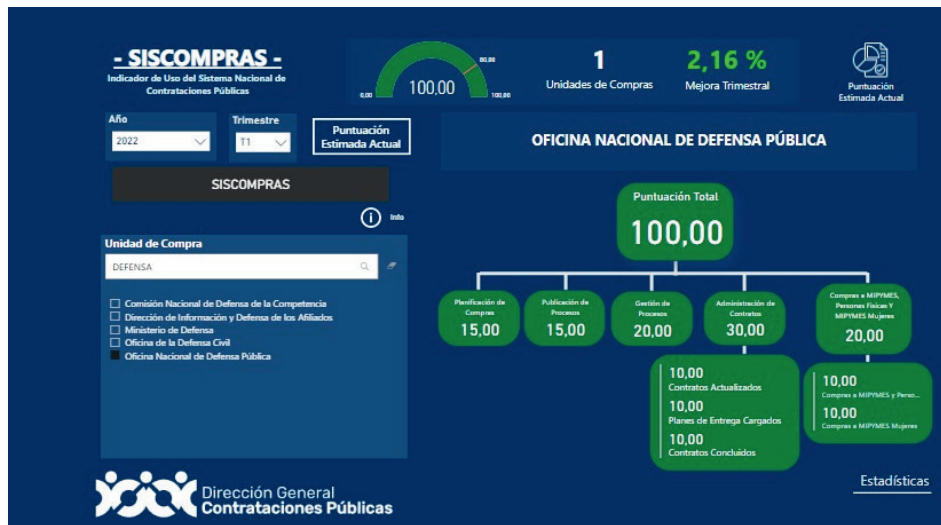 - SISCOMPRAS -
Indicador de Uso del Sistema Nacional de
Contrataciones Públicas
0,00
100,00
80,00
100,00
1
Unidades de Compras
2,16 %
Mejora Trimestral
Puntuación
Estimada Actual
Año
2022
Trimestre
T1
Puntuación
Estimada Actual
OFICINA NACIONAL DE DEFENSA PÚBLICA
SISCOMPRAS
i Info
Unidad de Compra
DEFENSA
Comisión Nacional de Defensa de la Competencia
Dirección de Información y Defensa de los Afiliados
Ministerio de Defensa
Oficina de la Defensa Civil
Oficina Nacional de Defensa Pública
Puntuación Total
100,00
Planificación de
Compras
15,00
Publicación de
Procesos
15,00
Gestión de
Procesos
20,00
Administración de
Contratos
30,00
Compras a MIPYMES,
Personas Físicas Y
MIPYMES Mujeres
20,00
10,00
Contratos Actualizados
10,00
Planes de Entrega Cargados
10,00
Contratos Concluidos
10,00
Compras a MIPYMES y Perso...
10,00
Compras a MIPYMES Mujeres
Dirección General
Contrataciones Públicas
Estadísticas